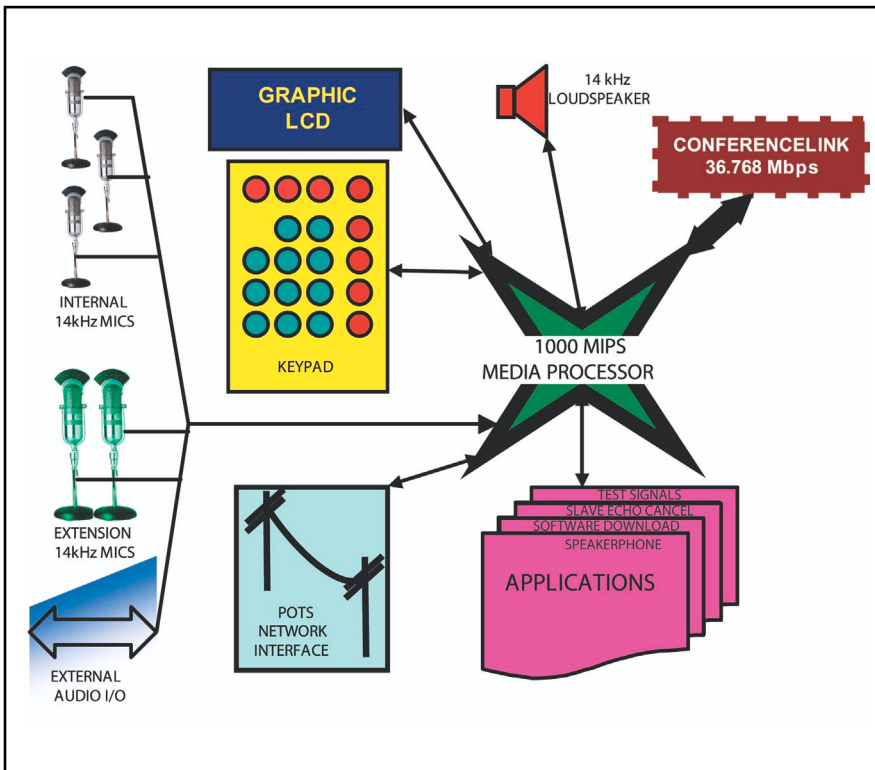 GRAPHIC
LCD
14 kHz
LOUDSPEAKER
CONFERENCELINK
36.768 Mbps
INTERNAL
14kHz MICS
KEYPAD
1000 MIPS
MEDIA PROCESSOR
EXTENSION
14kHz MICS
TEST SIGNALS
SLAVE ECHO CANCEL
SOFTWARE DOWNLOAD
SPEAKERPHONE
APPLICATIONS
POTS
NETWORK
INTERFACE
EXTERNAL
AUDIO I/O